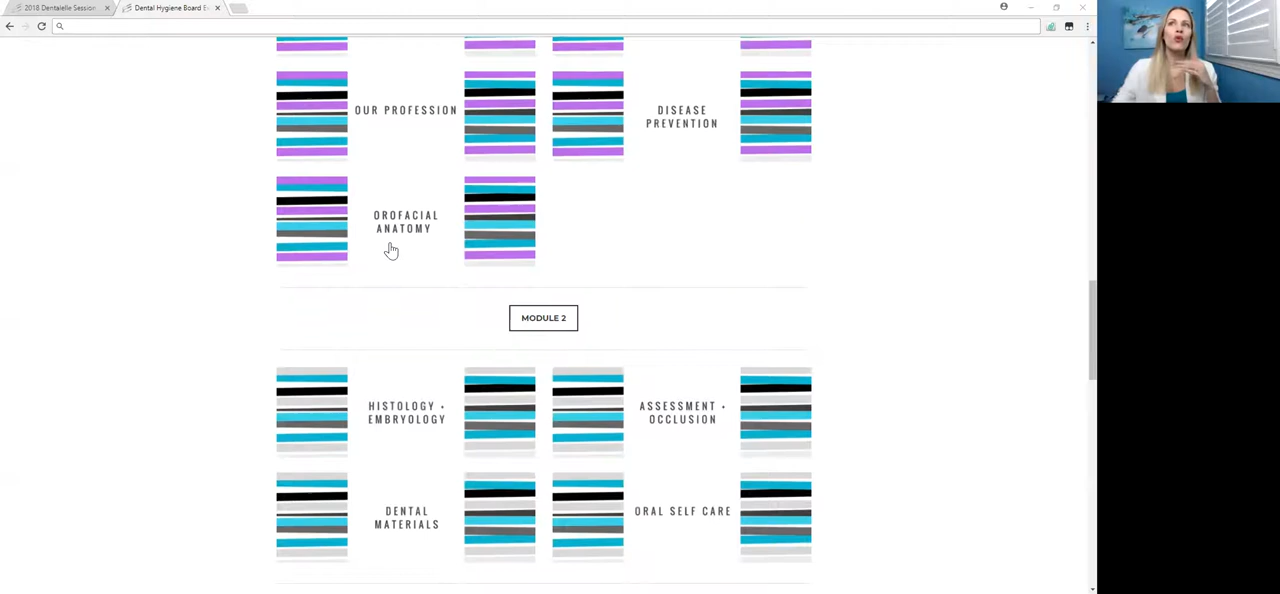 2018 Dentalelle Session
Dental Hygiene Board E
OUR PROFESSION
DISEASE
PREVENTION
OROFACIAL
ANATOMY
MODULE 2
HISTOLOGY +
EMBRYOLOGY
ASSESSMENT +
OCCLUSION
DENTAL
MATERIALS
ORAL SELF CARE